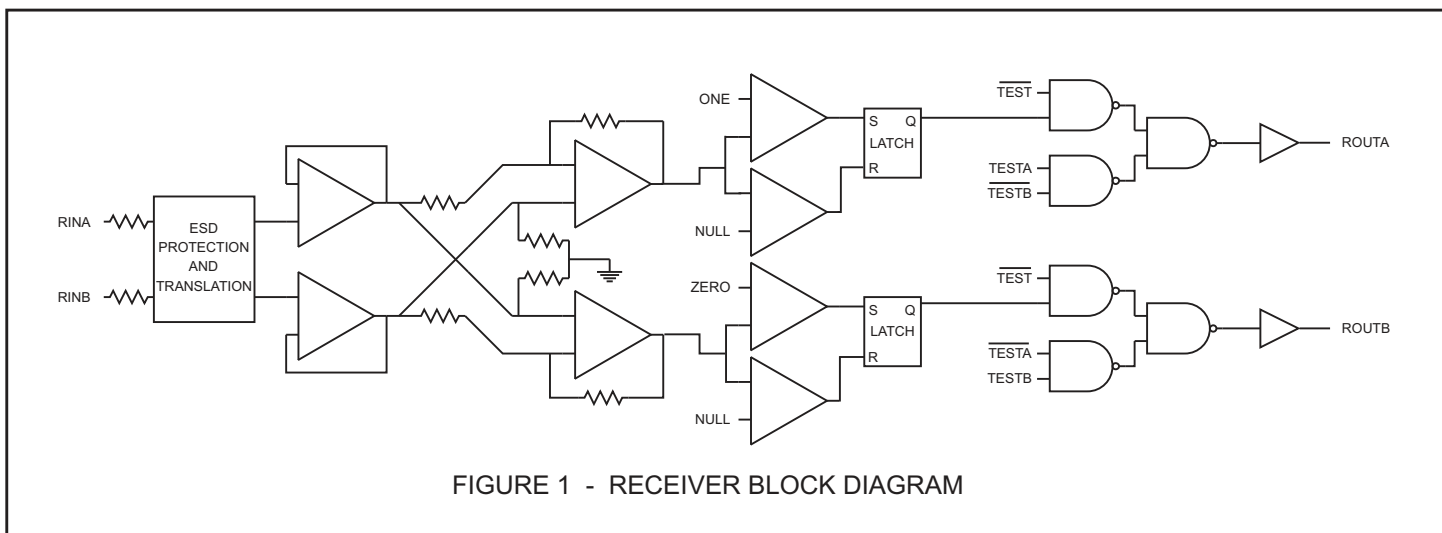 ONE
TEST
S
Q
LATCH
R
TESTA
TESTB
ROUTA
NULL
RINA
ESD
PROTECTION
AND
TRANSLATION
RINB
ZERO
TEST
S
Q
LATCH
R
TESTA
TESTB
ROUTB
NULL
FIGURE 1 - RECEIVER BLOCK DIAGRAM